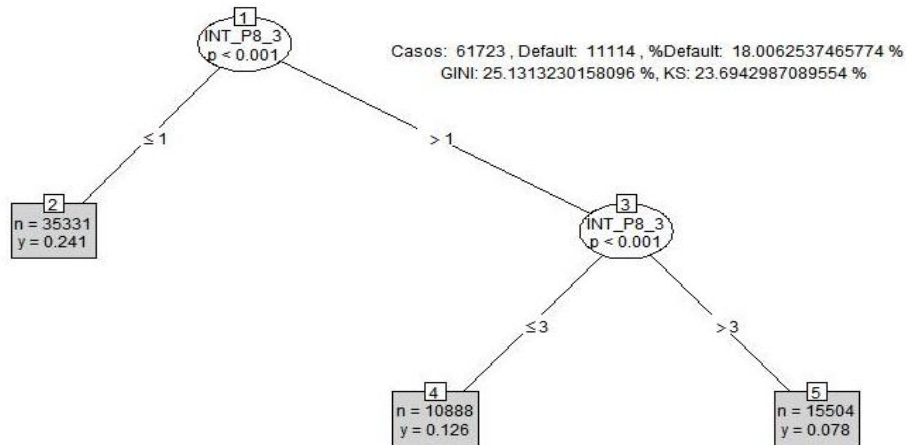 1
INT_P8_3
p < 0.001
Casos: 61723 , Default: 11114 , %Default: 18.0062537465774 %
GINI: 25.1313230158096 %, KS: 23.6942987089554 %
≤ 1
> 1
2
n = 35331
y = 0.241
3
INT_P8_3
p < 0.001
≤ 3
> 3
4
n = 10888
y = 0.126
5
n = 15504
y = 0.078